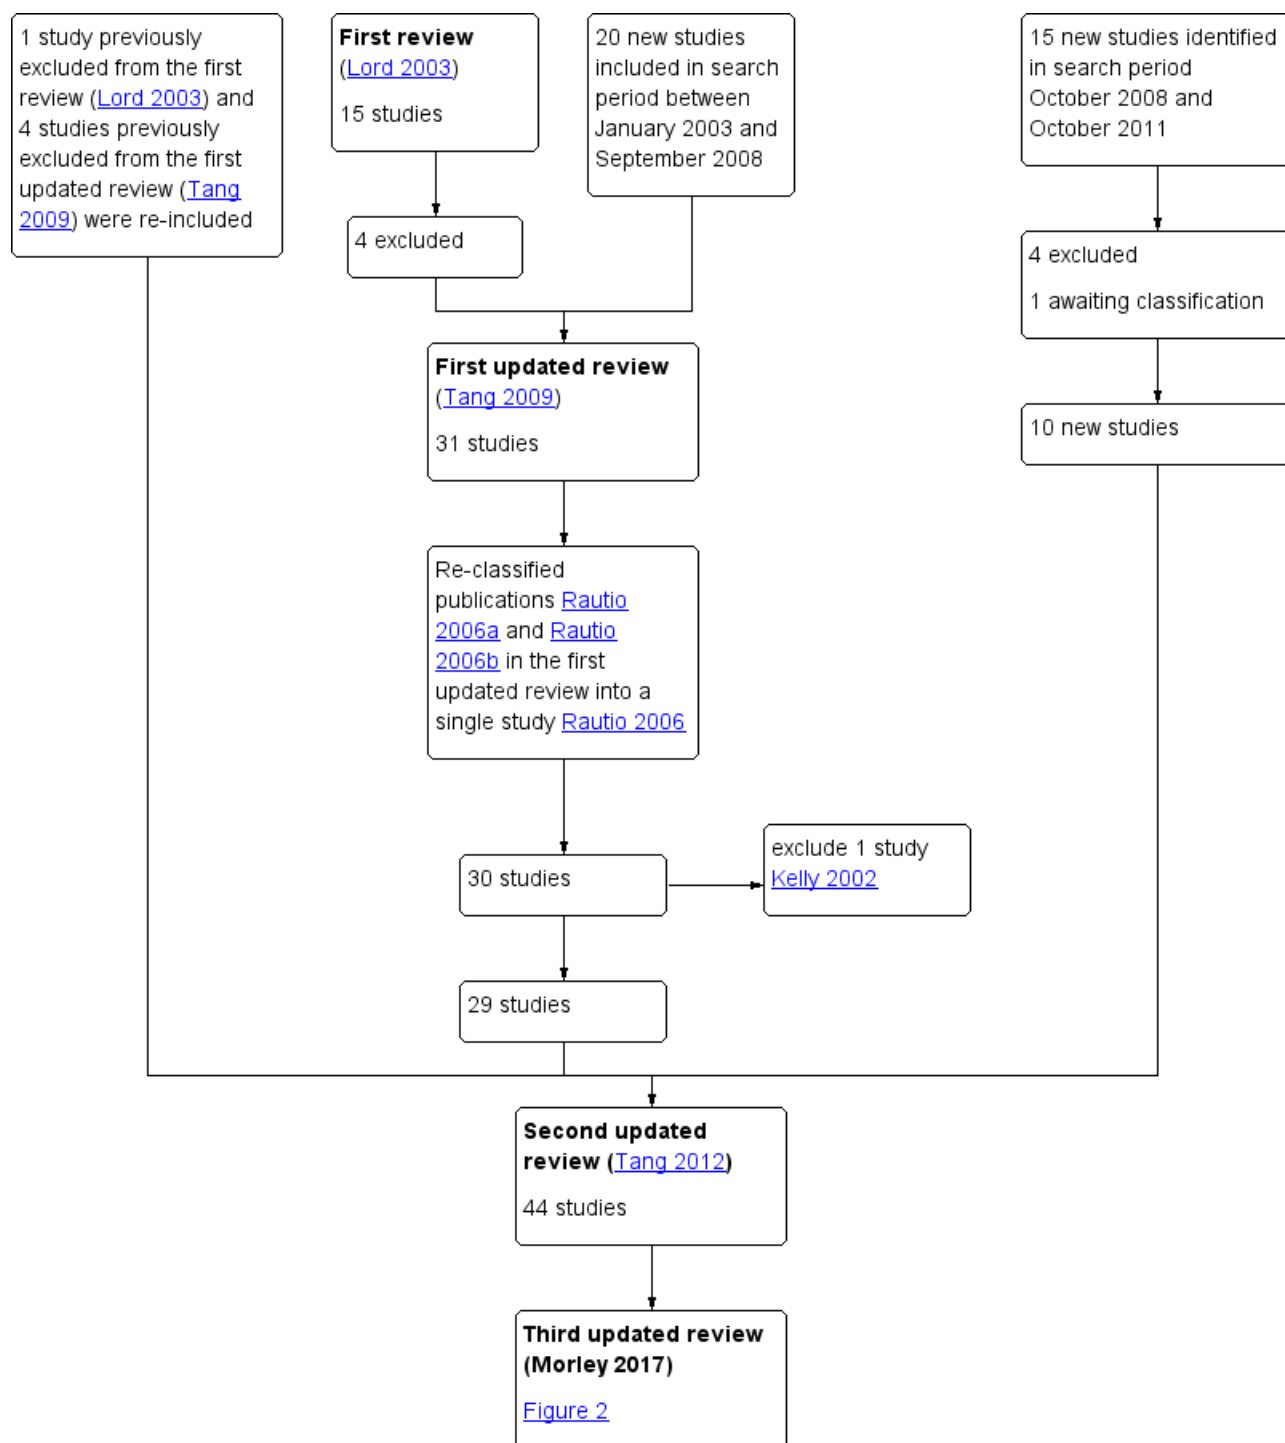 1 study previously
excluded from the first
review (Lord 2003) and
4 studies previously
excluded from the first
updated review (Tang
2009) were re-included
First review
(Lord 2003)
15 studies
20 new studies
included in search
period between
January 2003 and
September 2008
15 new studies identified
in search period
October 2008 and
October 2011
4 excluded
4 excluded
1 awaiting classification
First updated review
(Tang 2009)
31 studies
10 new studies
Re-classified
publications Rautio
2006a and Rautio
2006b in the first
updated review into a
single study Rautio 2006
30 studies
exclude 1 study
Kelly 2002
29 studies
Second updated
review (Tang 2012)
44 studies
Third updated review
(Morley 2017)
Figure 2